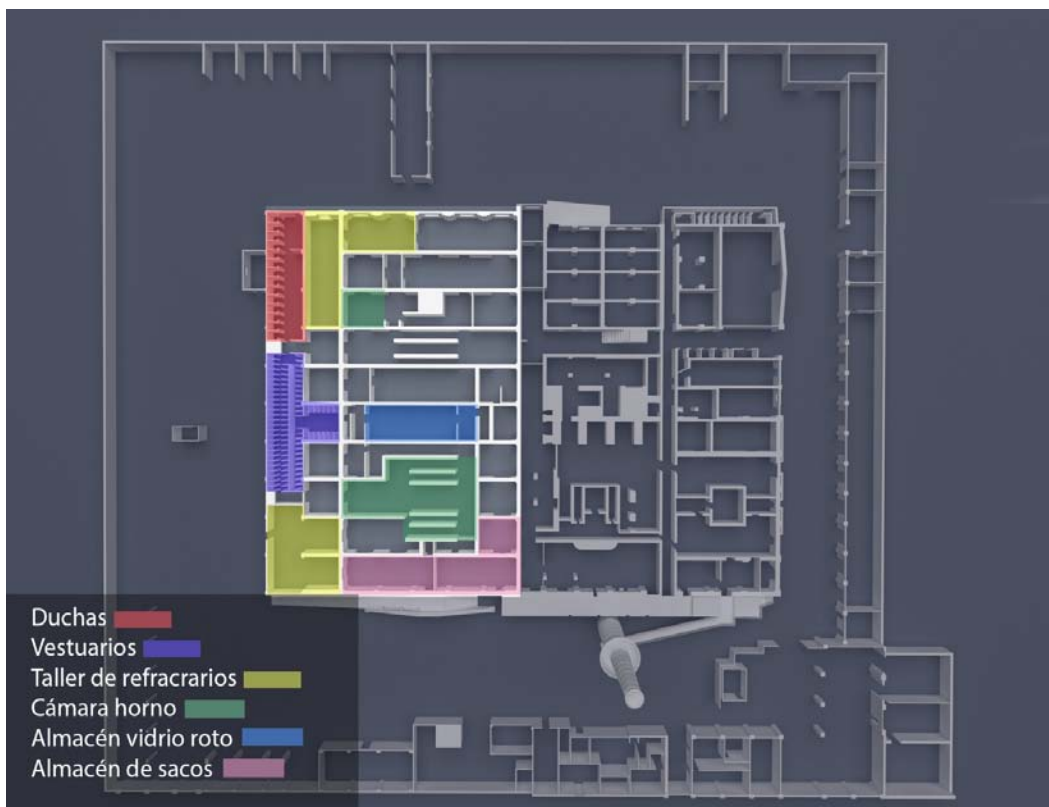 Duchas
Vestuarios
Taller de refracrarios
Cámara horno
Almacén vidrio roto
Almacén de sacos